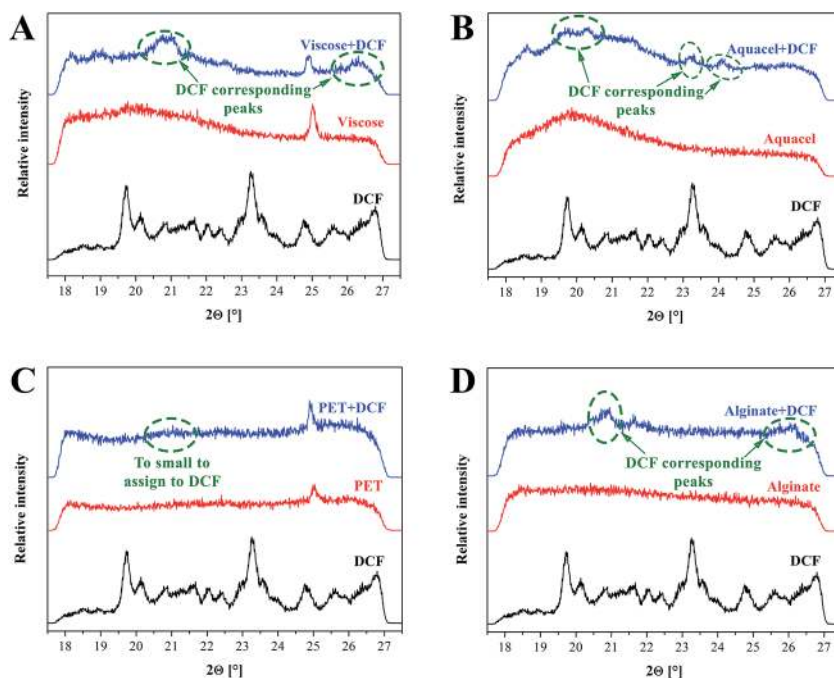 A
Viscose+DCF
DCF corresponding
peaks
Viscose
DCF
Relative intensity
18 19 20 21 22 23 24 25 26 27
2Θ [°]
B
Aquacel+DCF
DCF corresponding
peaks
Aquacel
DCF
Relative intensity
18 19 20 21 22 23 24 25 26 27
2Θ [°]
C
PET+DCF
To small to
assign to DCF
PET
DCF
Relative intensity
18 19 20 21 22 23 24 25 26 27
2Θ [°]
D
Alginate+DCF
DCF corresponding
peaks
Alginate
DCF
Relative intensity
18 19 20 21 22 23 24 25 26 27
2Θ [°]